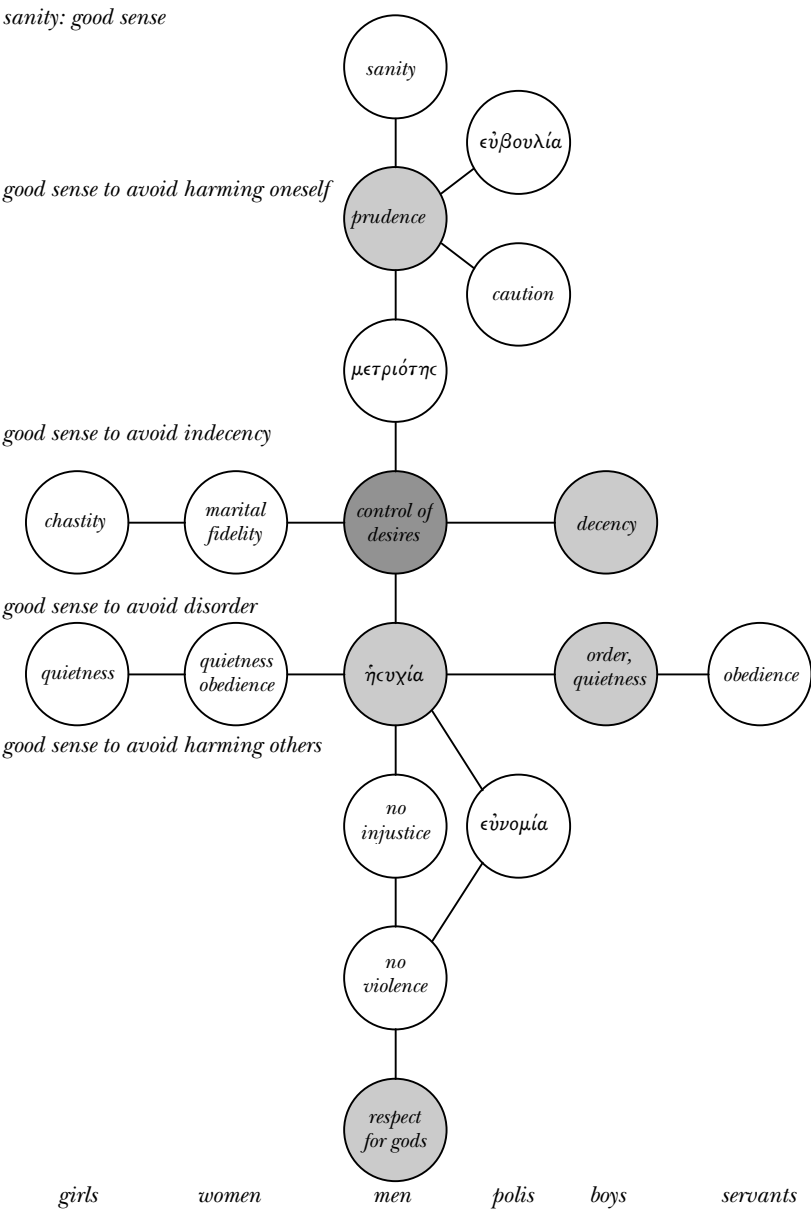 sanity: good sense
sanity
εὐβουλία
good sense to avoid harming oneself
prudence
caution
μετριότηϲ
good sense to avoid indecency
chastity
marital
fidelity
control of
desires
decency
good sense to avoid disorder
quietness
quietness
obedience
ἡϲυχία
order,
quietness
obedience
good sense to avoid harming others
no
injustice
εὐνομία
no
violence
respect
for gods
girls women men polis boys servants